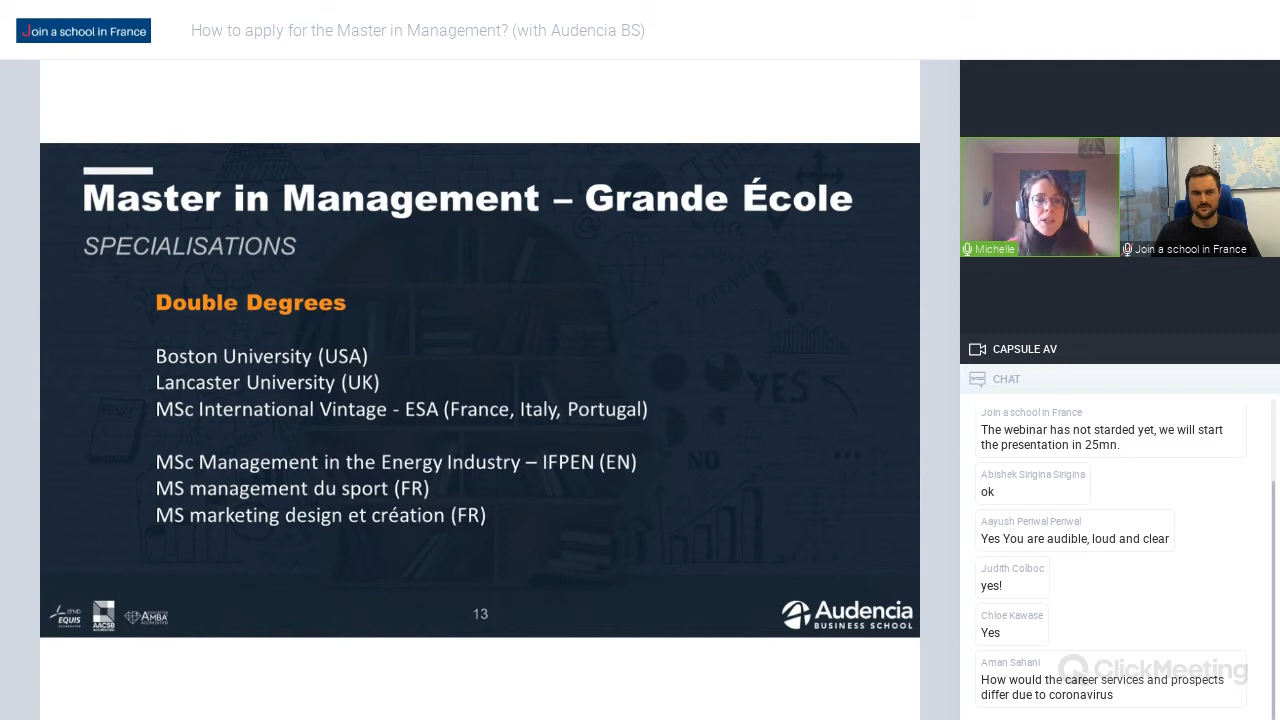 Join a school in France
How to apply for the Master in Management? (with Audencia BS)
Master in Management – Grande École
SPECIALISATIONS
Double Degrees
Boston University (USA)
Lancaster University (UK)
MSc International Vintage - ESA (France, Italy, Portugal)
MSc Management in the Energy Industry – IFPEN (EN)
MS management du sport (FR)
MS marketing design et création (FR)
EFMD
EQUIS
AACSB
AMBA
13
Audencia
BUSINESS SCHOOL
YES
NO
Michelle
Join a school in France
CAPSULE AV
CHAT
Join a school in France
The webinar has not starded yet, we will start
the presentation in 25mn.
Abishek Sirigina Sirigina
ok
Aayush Periwal Periwal
Yes You are audible, loud and clear
Judith Colboc
yes!
Chloe Kawase
Yes
Aman Sahani
How would the career services and prospects
differ due to coronavirus
ClickMeeting